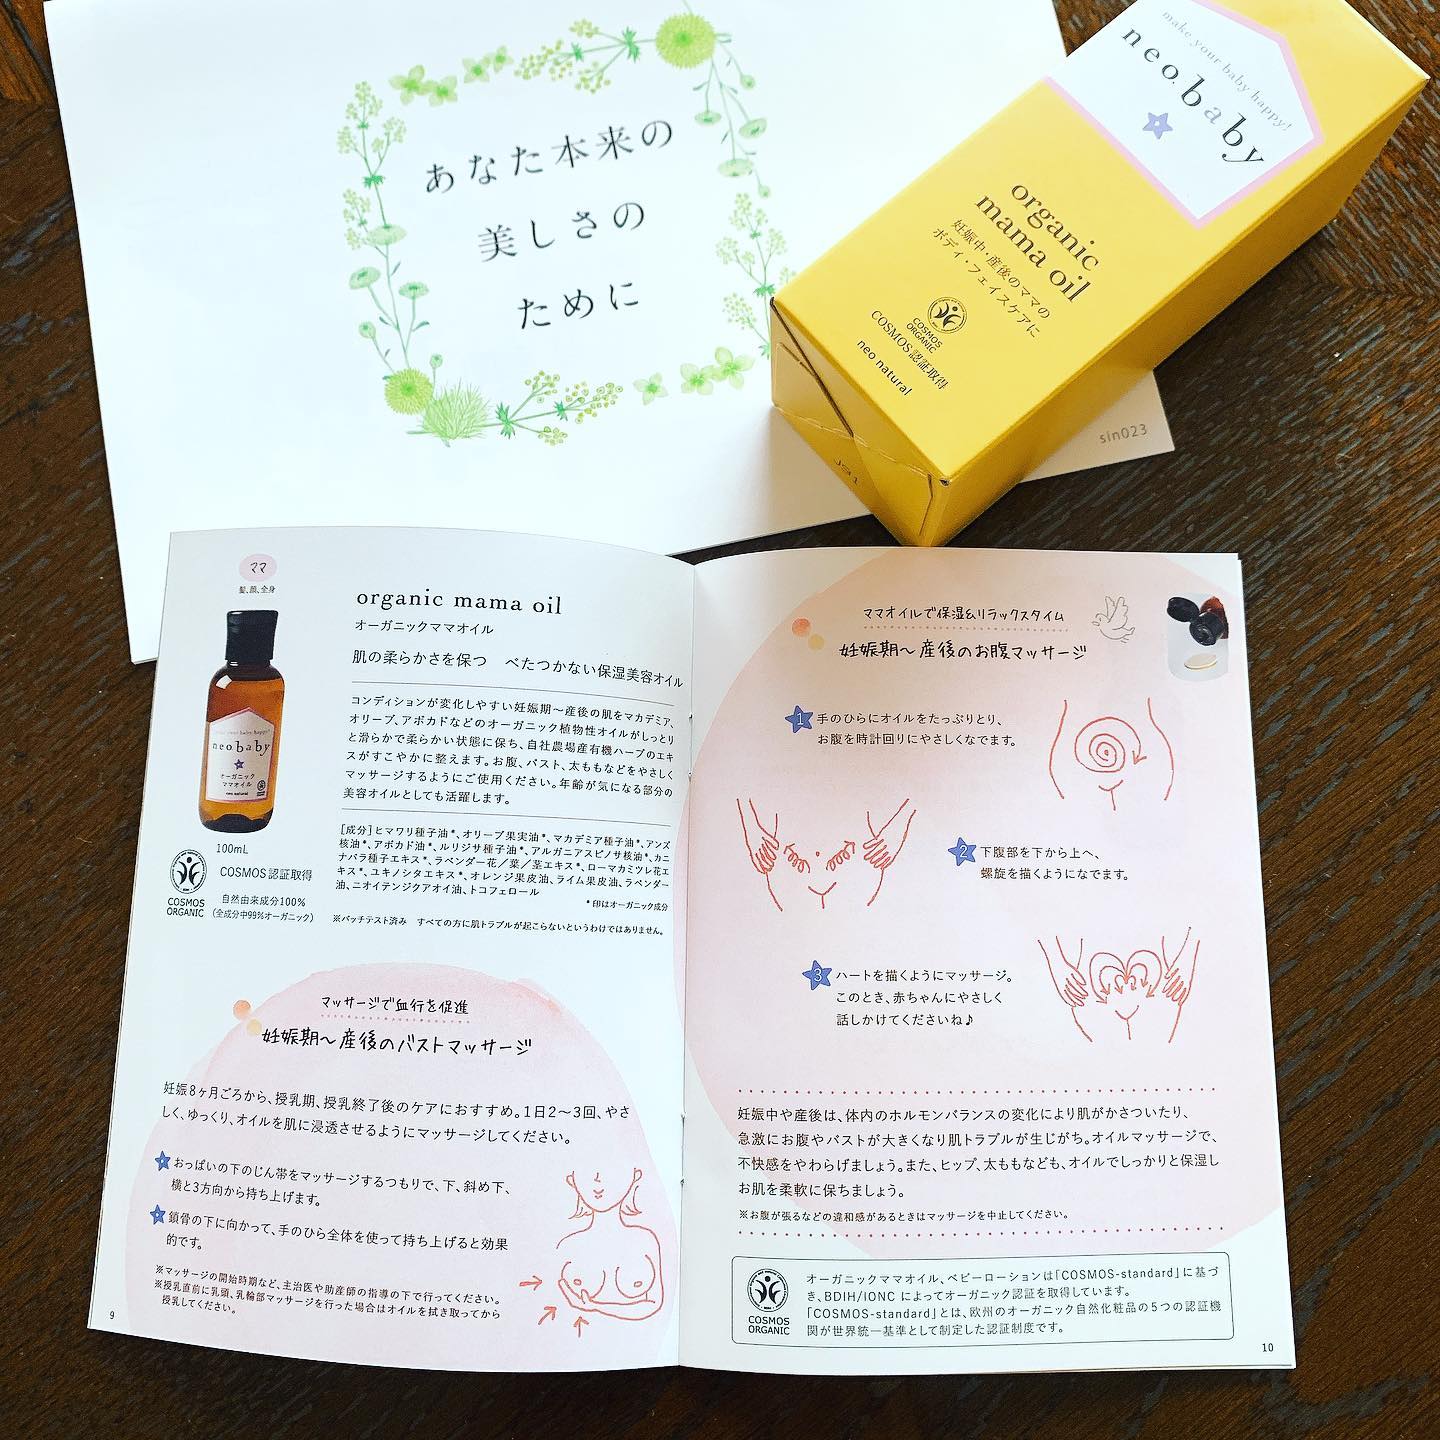 あなた本来の
美しさの
ために
sin023
make your baby happy!
neo.baby
organic
mama oil
妊娠中・産後のママの
ボディ・フェイスケアに
COSMOS
ORGANIC
COSMOS認証取得
neo natural
ママ
髪、顔、全身
neo.baby
オーガニック
ママオイル
neo natural
100mL
COSMOS
ORGANIC
COSMOS認証取得
自然由来成分100%
(全成分中99%オーガニック)
organic mama oil
オーガニックママオイル
肌の柔らかさを保つ べたつかない保湿美容オイル
コンディションが変化しやすい妊娠期〜産後の肌をマカデミア、
オリーブ、アボカドなどのオーガニック植物性オイルがしっとり
と滑らかで柔らかい状態に保ち、自社農場産有機ハーブのエキ
スがすこやかに整えます。お腹、バスト、太ももなどをやさしく
マッサージするようにご使用ください。年齢が気になる部分の
美容オイルとしても活躍します。
[成分]ヒマワリ種子油*、オリーブ果実油*、マカデミア種子油*、アンズ
核油*、アボカド油*、ルリジサ種子油*、アルガニアスピノサ核油*、カニ
ナバラ種子エキス*、ラベンダー花/葉/茎エキス*、ローマカミツレ花エ
キス*、ユキノシタエキス*、オレンジ果皮油、ライム果皮油、ラベンダー
油、ニオイテンジクアオイ油、トコフェロール
*印はオーガニック成分
※パッチテスト済み すべての方に肌トラブルが起こらないというわけではありません。
マッサージで血行を促進
妊娠期〜産後のバストマッサージ
妊娠8ヶ月ごろから、授乳期、授乳終了後のケアにおすすめ。1日2〜3回、やさ
しく、ゆっくり、オイルを肌に浸透させるようにマッサージしてください。
おっぱいの下のじん帯をマッサージするつもりで、下、斜め下、
横と3方向から持ち上げます。
鎖骨の下に向かって、手のひら全体を使って持ち上げると効果
的です。
※マッサージの開始時期など、主治医や助産師の指導の下で行ってください。
※授乳直前に乳頭、乳輪部マッサージを行った場合はオイルを拭き取ってから
授乳してください。
9
ママオイルで保湿&リラックスタイム
妊娠期〜産後のお腹マッサージ
1 手のひらにオイルをたっぷりとり、
お腹を時計回りにやさしくなでます。
2 下腹部を下から上へ、
螺旋を描くようになでます。
3 ハートを描くようにマッサージ。
このとき、赤ちゃんにやさしく
話しかけてくださいね♪
妊娠中や産後は、体内のホルモンバランスの変化により肌がかさついたり、
急激にお腹やバストが大きくなり肌トラブルが生じがち。オイルマッサージで、
不快感をやわらげましょう。また、ヒップ、太ももなども、オイルでしっかりと保湿し
お肌を柔軟に保ちましょう。
※お腹が張るなどの違和感があるときはマッサージを中止してください。
COSMOS
ORGANIC
オーガニックママオイル、ベビーローションは「COSMOS-standard」に基づ
き、BDIH/IONC によってオーガニック認証を取得しています。
「COSMOS-standard」とは、欧州のオーガニック自然化粧品の5つの認証機
関が世界統一基準として制定した認証制度です。
10